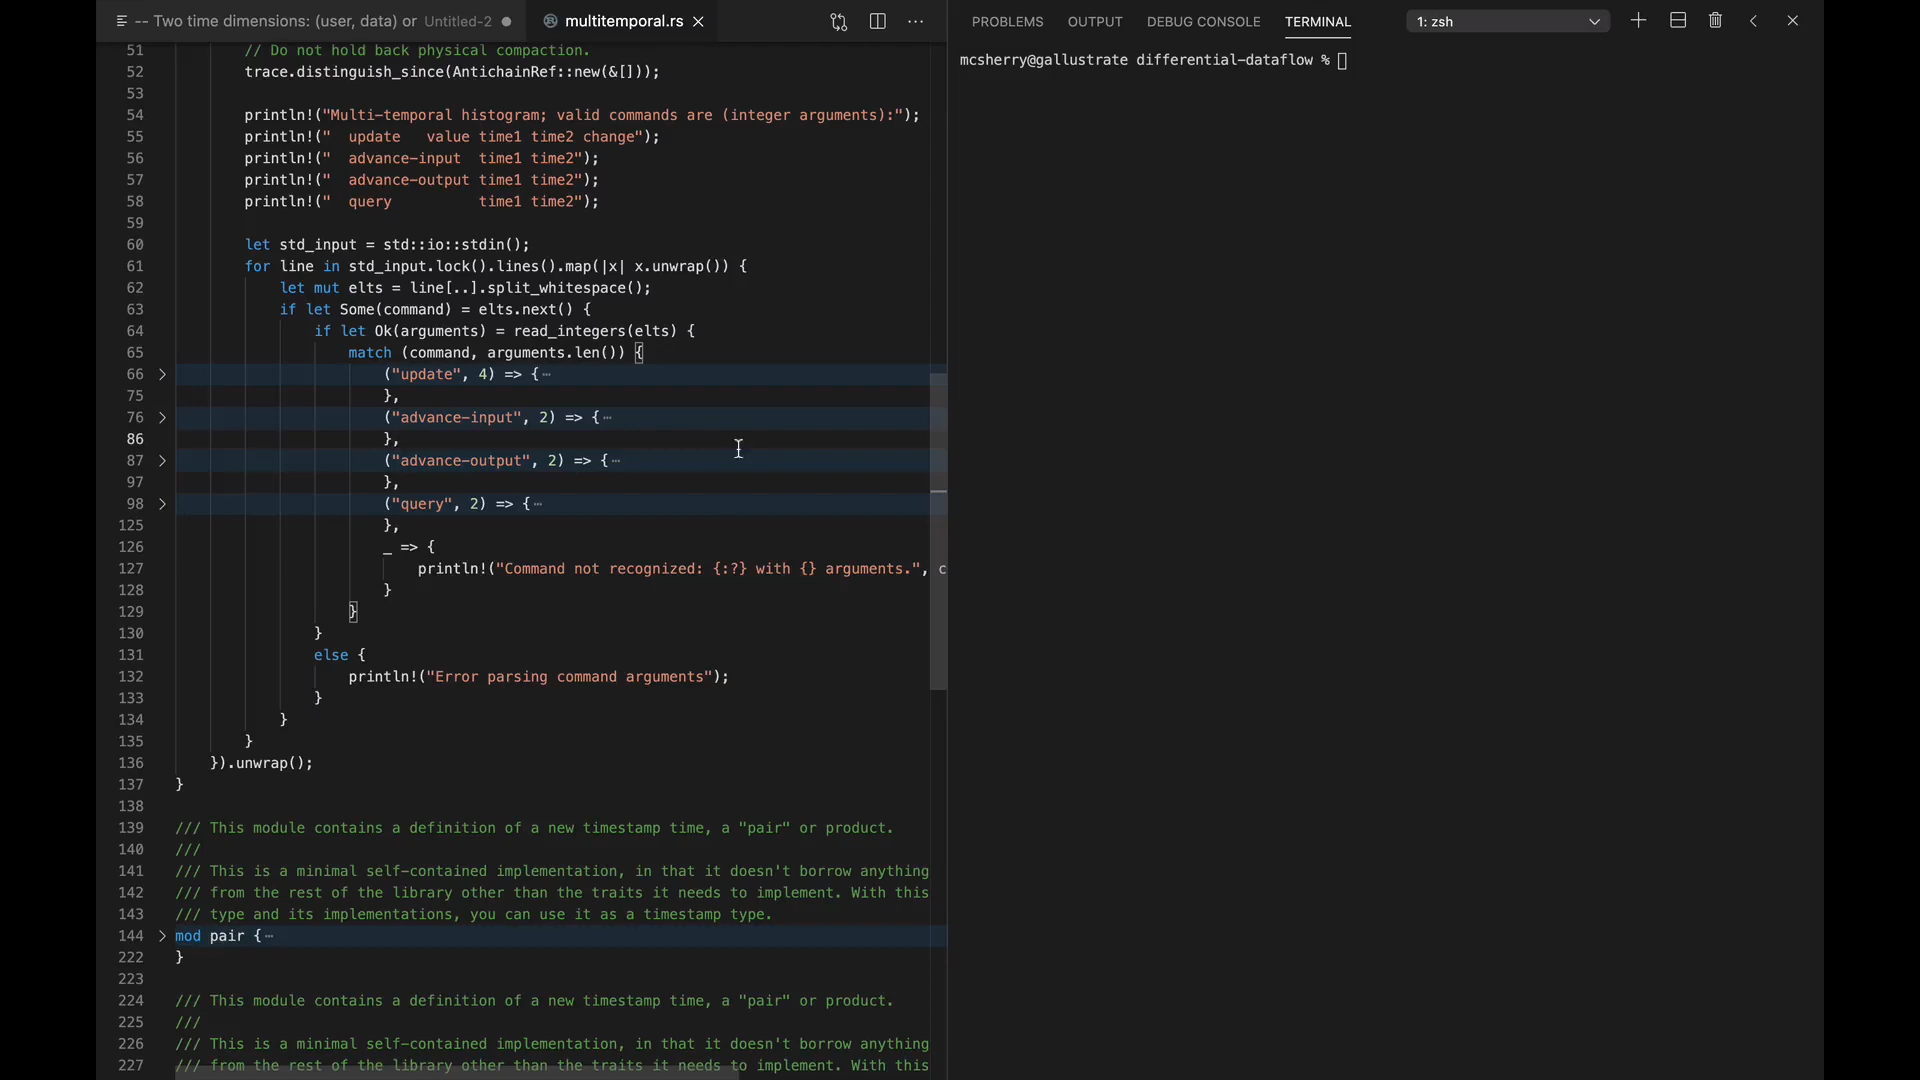 -- Two time dimensions: (user, data) or Untitled-2
multitemporal.rs
PROBLEMS OUTPUT DEBUG CONSOLE TERMINAL 1: zsh
mcsherry@gallustrate differential-dataflow %
51 // Do not hold back physical compaction.
52 trace.distinguish_since(AntichainRef::new(&[]));
53
54 println!("Multi-temporal histogram; valid commands are (integer arguments):");
55 println!("  update   value time1 time2 change");
56 println!("  advance-input  time1 time2");
57 println!("  advance-output time1 time2");
58 println!("  query          time1 time2");
59
60 let std_input = std::io::stdin();
61 for line in std_input.lock().lines().map(|x| x.unwrap()) {
62 let mut elts = line[..].split_whitespace();
63 if let Some(command) = elts.next() {
64 if let Ok(arguments) = read_integers(elts) {
65 match (command, arguments.len()) {
66 ("update", 4) => {⋯
75 },
76 ("advance-input", 2) => {⋯
86 },
87 ("advance-output", 2) => {⋯
97 },
98 ("query", 2) => {⋯
125 },
126 _ => {
127 println!("Command not recognized: {:?} with {} arguments.", c
128 }
129 }
130 }
131 else {
132 println!("Error parsing command arguments");
133 }
134 }
135 }
136 }).unwrap();
137 }
138
139 /// This module contains a definition of a new timestamp time, a "pair" or product.
140 ///
141 /// This is a minimal self-contained implementation, in that it doesn't borrow anything
142 /// from the rest of the library other than the traits it needs to implement. With this
143 /// type and its implementations, you can use it as a timestamp type.
144 mod pair {⋯
222 }
223
224 /// This module contains a definition of a new timestamp time, a "pair" or product.
225 ///
226 /// This is a minimal self-contained implementation, in that it doesn't borrow anything
227 /// from the rest of the library other than the traits it needs to implement. With this